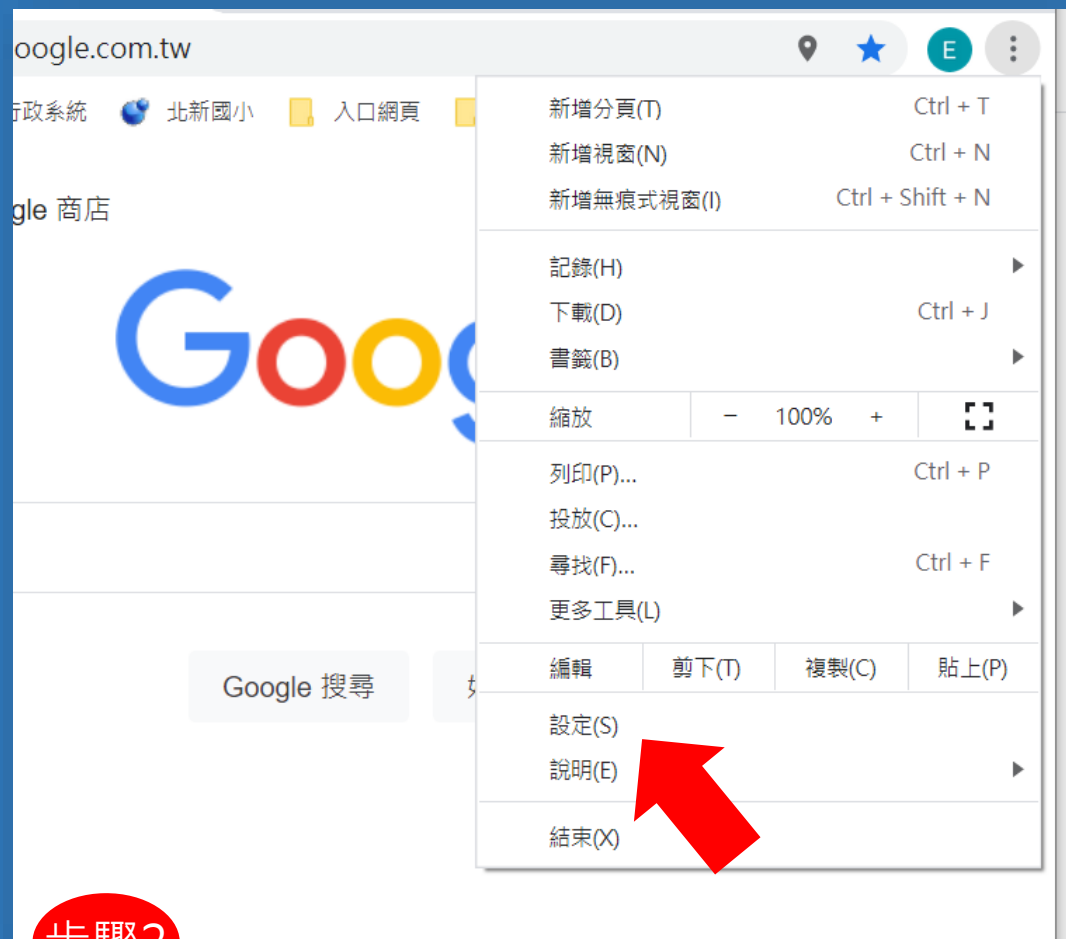 oogle.com.tw
E
行政系統 北新國小 入口網頁
新增分頁(T) Ctrl + T
新增視窗(N) Ctrl + N
gle 商店
新增無痕式視窗(I) Ctrl + Shift + N
記錄(H)
下載(D) Ctrl + J
書籤(B)
Goog
縮放 − 100% +
列印(P)... Ctrl + P
投放(C)...
尋找(F)... Ctrl + F
更多工具(L)
編輯 剪下(T) 複製(C) 貼上(P)
Google 搜尋
設定(S)
說明(E)
結束(X)
步驟2